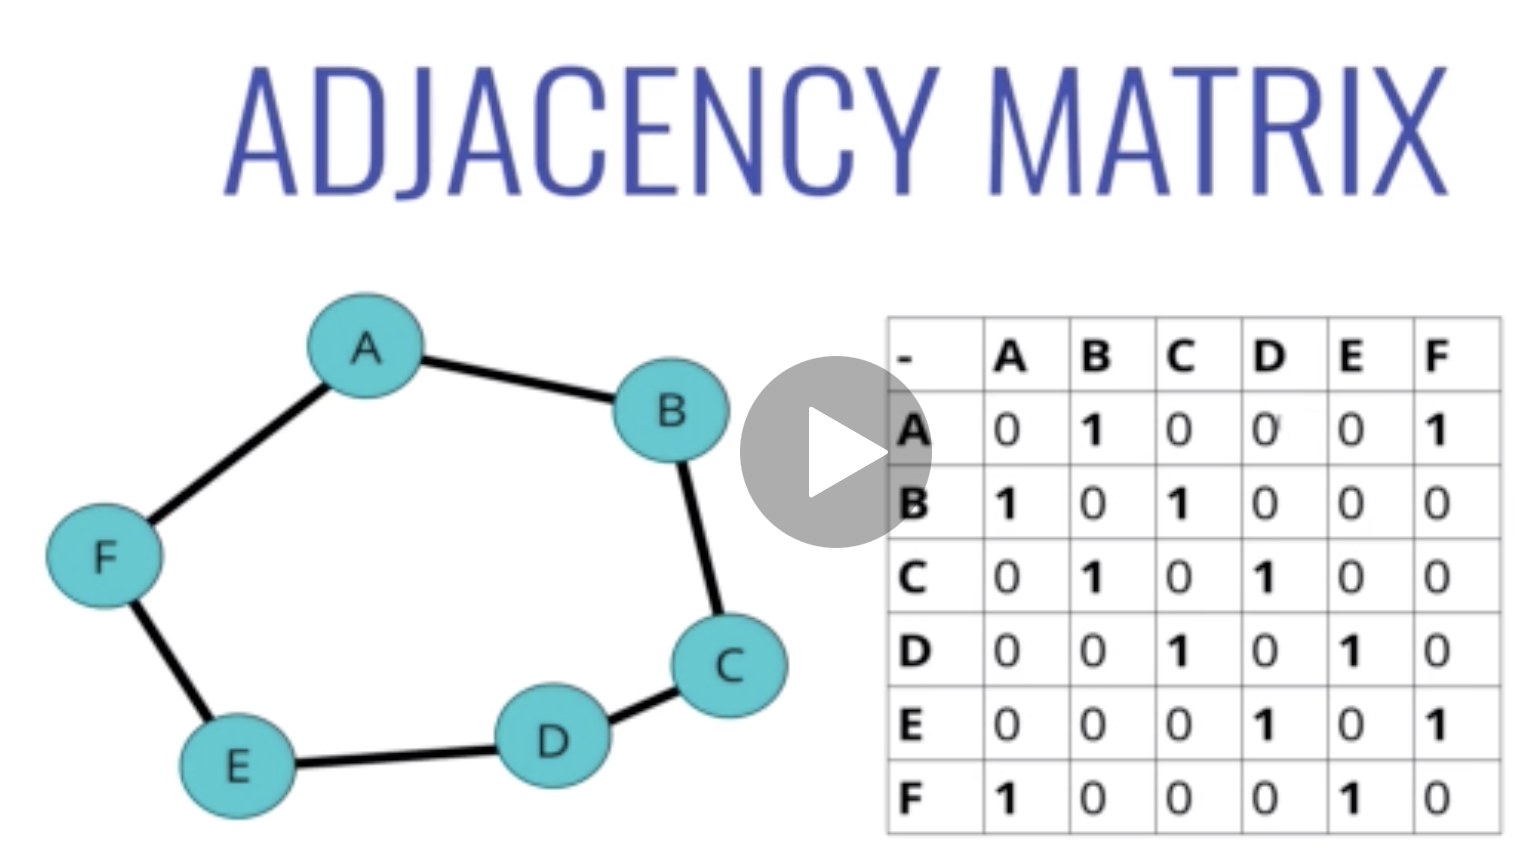 ADJACENCY MATRIX
A
B
F
C
D
E
- A B C D E F
A 0 1 0 0 0 1
B 1 0 1 0 0 0
C 0 1 0 1 0 0
D 0 0 1 0 1 0
E 0 0 0 1 0 1
F 1 0 0 0 1 0